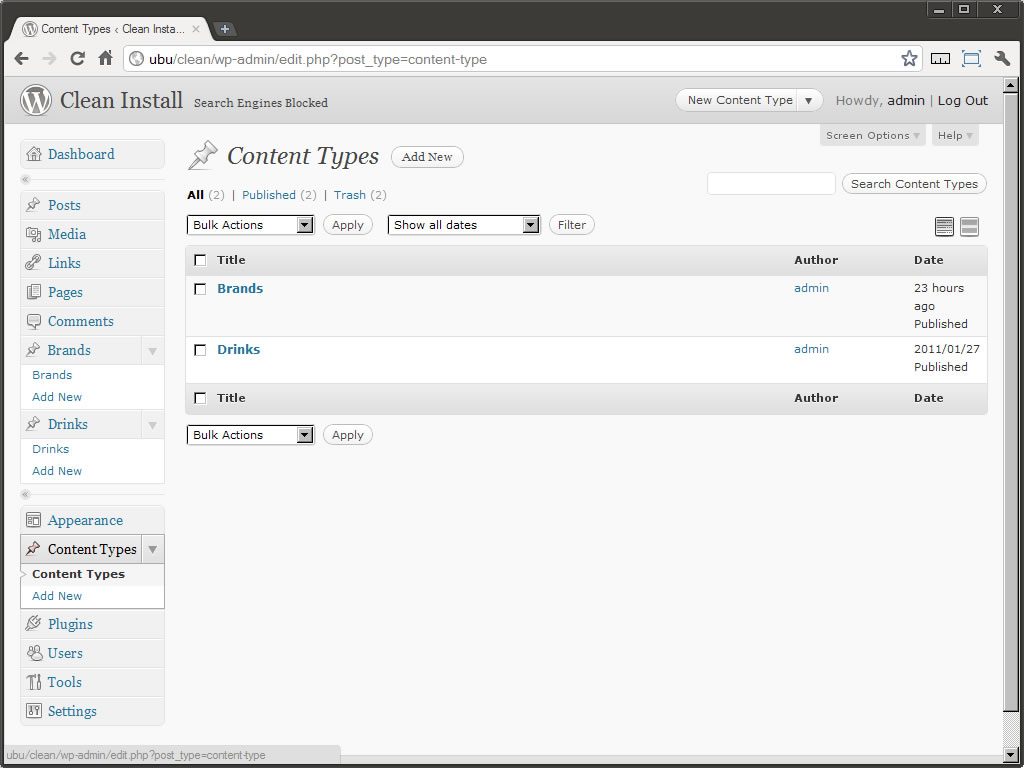 Content Types ‹ Clean Insta...
ubu/clean/wp-admin/edit.php?post_type=content-type
Clean Install Search Engines Blocked
New Content Type
Howdy, admin | Log Out
Screen Options
Help
Dashboard
Posts
Media
Links
Pages
Comments
Brands
Brands
Add New
Drinks
Drinks
Add New
Appearance
Content Types
Content Types
Add New
Plugins
Users
Tools
Settings
Content Types Add New
All (2) | Published (2) | Trash (2)
Search Content Types
Bulk Actions Apply Show all dates Filter
Title Author Date
Brands admin 23 hours
ago
Published
Drinks admin 2011/01/27
Published
Title Author Date
Bulk Actions Apply
ubu/clean/wp-admin/edit.php?post_type=content-type